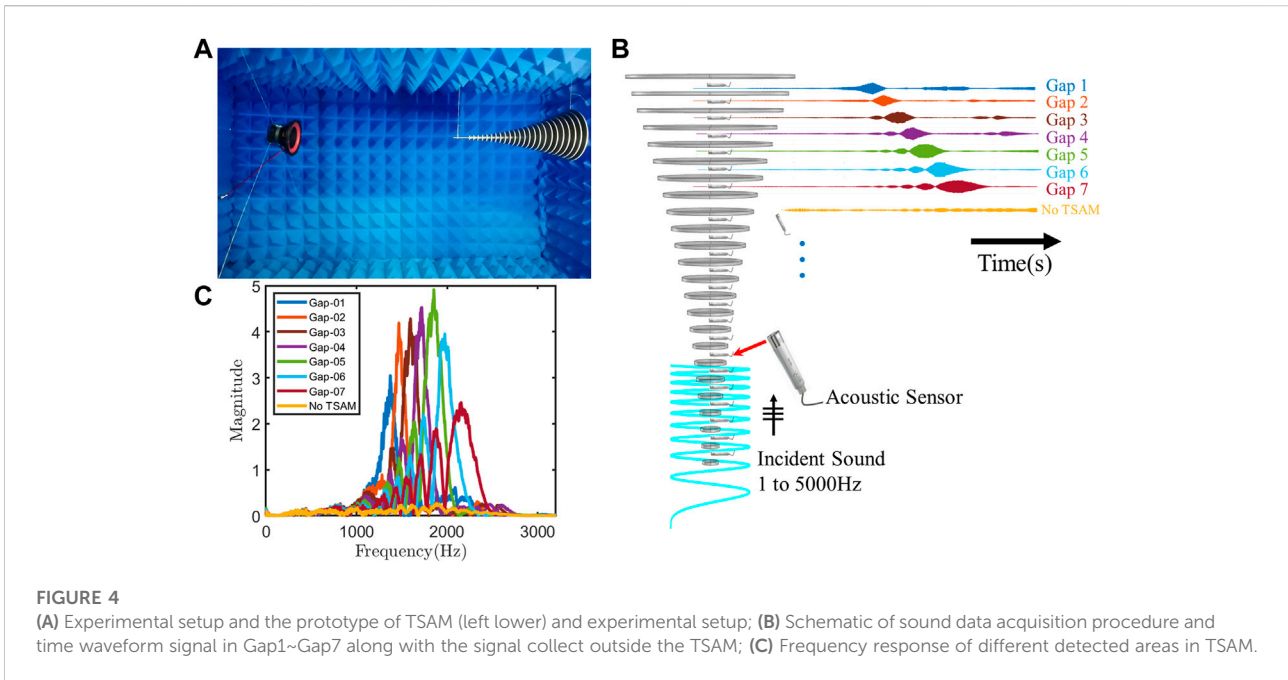 A
B
Gap 1
Gap 2
Gap 3
Gap 4
Gap 5
Gap 6
Gap 7
No TSAM
Time(s)
Acoustic Sensor
Incident Sound
1 to 5000Hz
C
5
4
3
2
1
0
Magnitude
Gap-01
Gap-02
Gap-03
Gap-04
Gap-05
Gap-06
Gap-07
No TSAM
0 1000 2000 3000
Frequency(Hz)
FIGURE 4
(A) Experimental setup and the prototype of TSAM (left lower) and experimental setup; (B) Schematic of sound data acquisition procedure and
time waveform signal in Gap1~Gap7 along with the signal collect outside the TSAM; (C) Frequency response of different detected areas in TSAM.